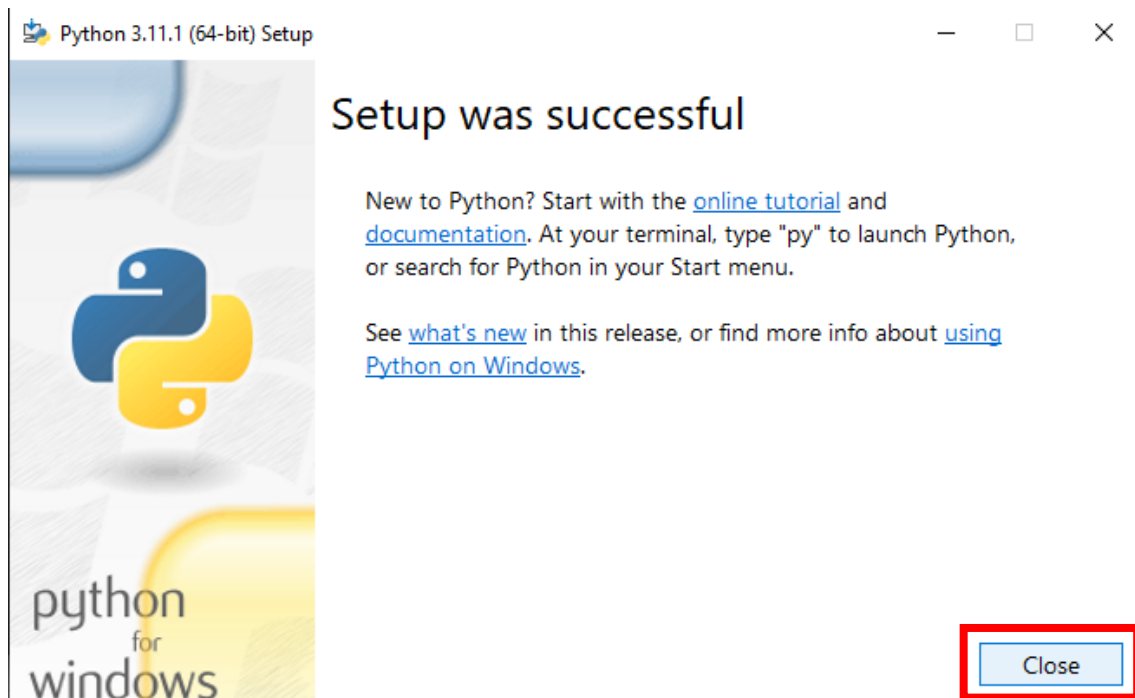 Python 3.11.1 (64-bit) Setup
Setup was successful
New to Python? Start with the online tutorial and
documentation. At your terminal, type "py" to launch Python,
or search for Python in your Start menu.
See what's new in this release, or find more info about using
Python on Windows.
python
for
windows
Close